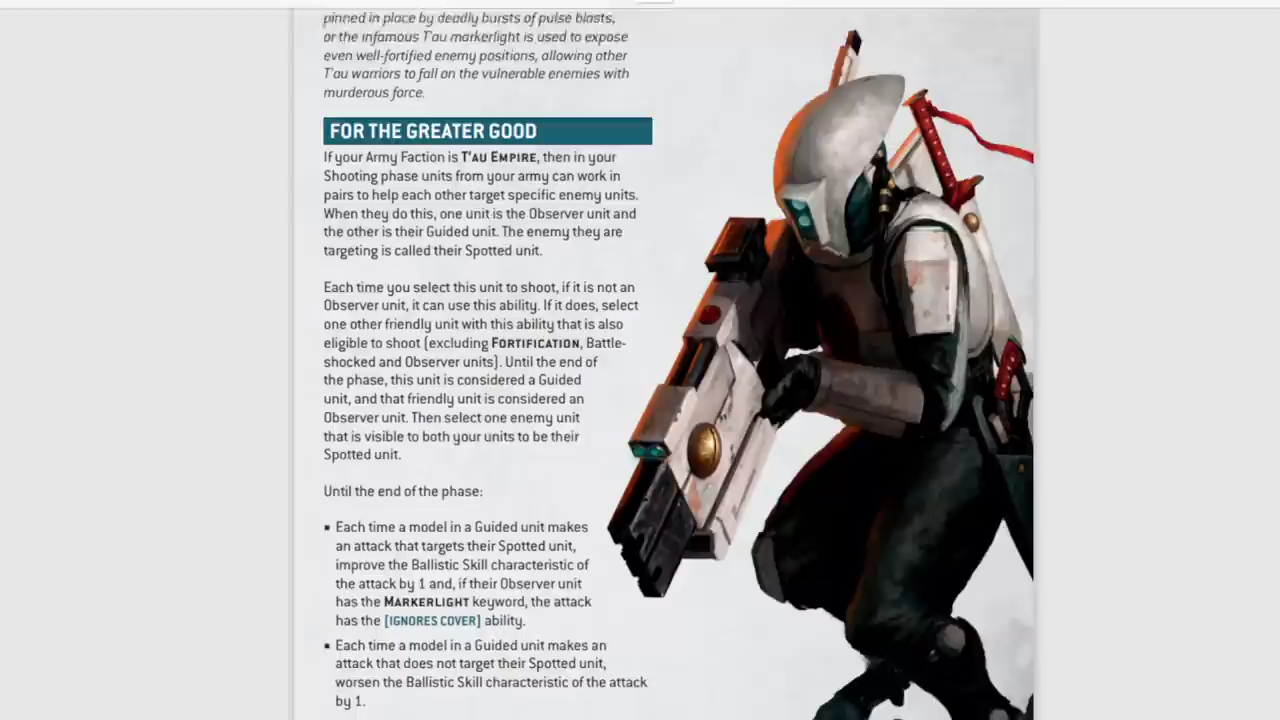 pinned in place by deadly bursts of pulse blasts,
or the infamous T'au markerlight is used to expose
even well-fortified enemy positions, allowing other
T'au warriors to fall on the vulnerable enemies with
murderous force.
FOR THE GREATER GOOD
If your Army Faction is T'AU EMPIRE, then in your
Shooting phase units from your army can work in
pairs to help each other target specific enemy units.
When they do this, one unit is the Observer unit and
the other is their Guided unit. The enemy they are
targeting is called their Spotted unit.
Each time you select this unit to shoot, if it is not an
Observer unit, it can use this ability. If it does, select
one other friendly unit with this ability that is also
eligible to shoot (excluding FORTIFICATION, Battle-
shocked and Observer units). Until the end of
the phase, this unit is considered a Guided
unit, and that friendly unit is considered an
Observer unit. Then select one enemy unit
that is visible to both your units to be their
Spotted unit.
Until the end of the phase:
▪ Each time a model in a Guided unit makes
an attack that targets their Spotted unit,
improve the Ballistic Skill characteristic of
the attack by 1 and, if their Observer unit
has the MARKERLIGHT keyword, the attack
has the [IGNORES COVER] ability.
▪ Each time a model in a Guided unit makes an
attack that does not target their Spotted unit,
worsen the Ballistic Skill characteristic of the attack
by 1.